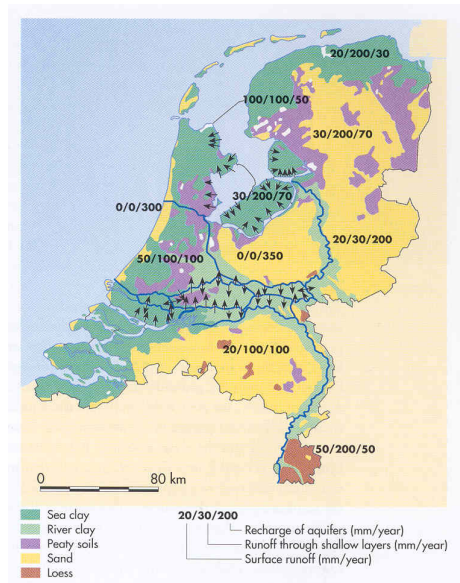 20/200/30
100/100/50
30/200/70
30/200/70
0/0/300
20/30/200
50/100/100
0/0/350
20/100/100
50/200/50
0 80 km
Sea clay
River clay
Peaty soils
Sand
Loess
20/30/200
Recharge of aquifers (mm/year)
Runoff through shallow layers (mm/year)
Surface runoff (mm/year)